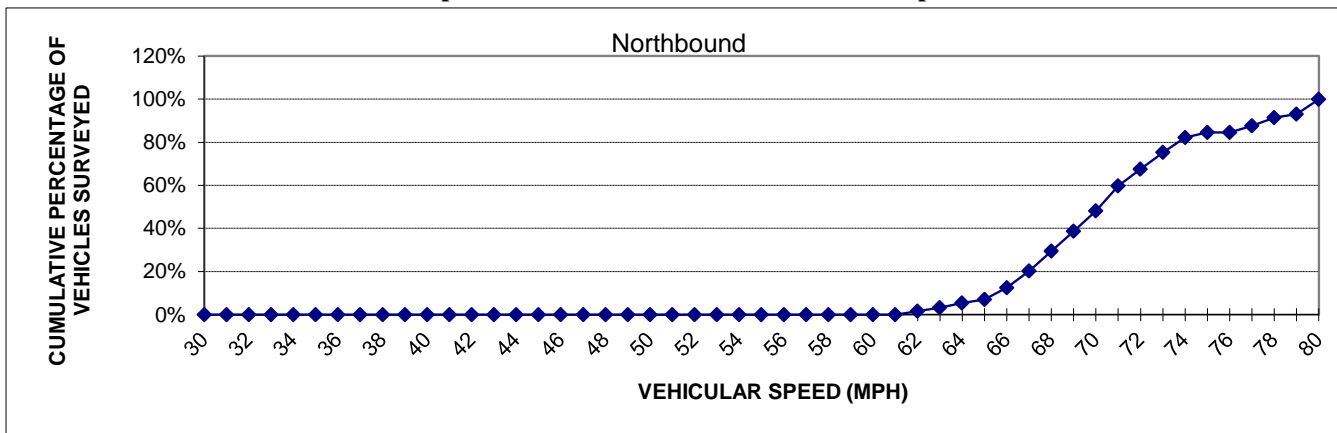 Northbound
CUMULATIVE PERCENTAGE OF
VEHICLES SURVEYED
120%
100%
80%
60%
40%
20%
0%
30 32 34 36 38 40 42 44 46 48 50 52 54 56 58 60 62 64 66 68 70 72 74 76 78 80
VEHICULAR SPEED (MPH)